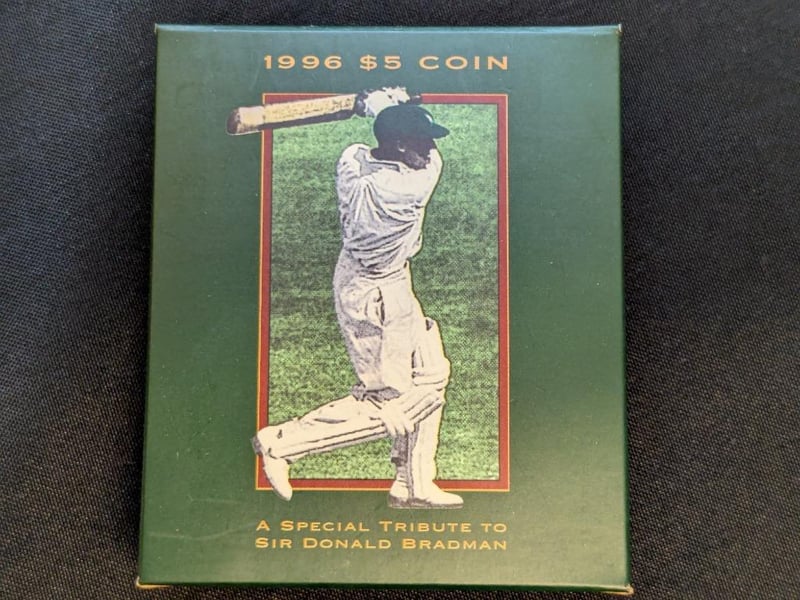 1996 $5 COIN
A SPECIAL TRIBUTE TO
SIR DONALD BRADMAN